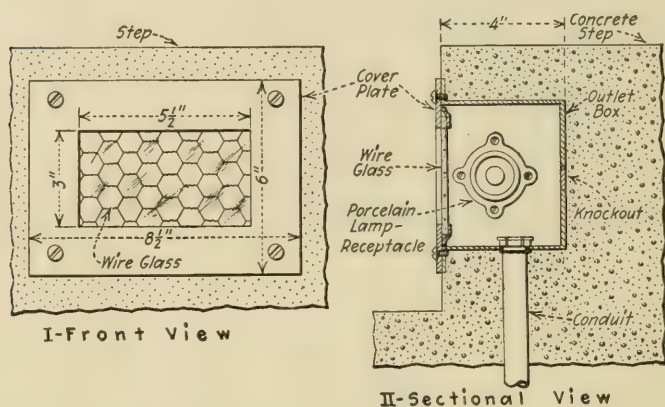 Step
5½"
3"
6"
8½"
Wire Glass
I-Front View
Cover
Plate
Wire
Glass
Porcelain
Lamp-
Receptacle
4"
Concrete
Step
Outlet
Box
Knockout
Conduit
II-Sectional View